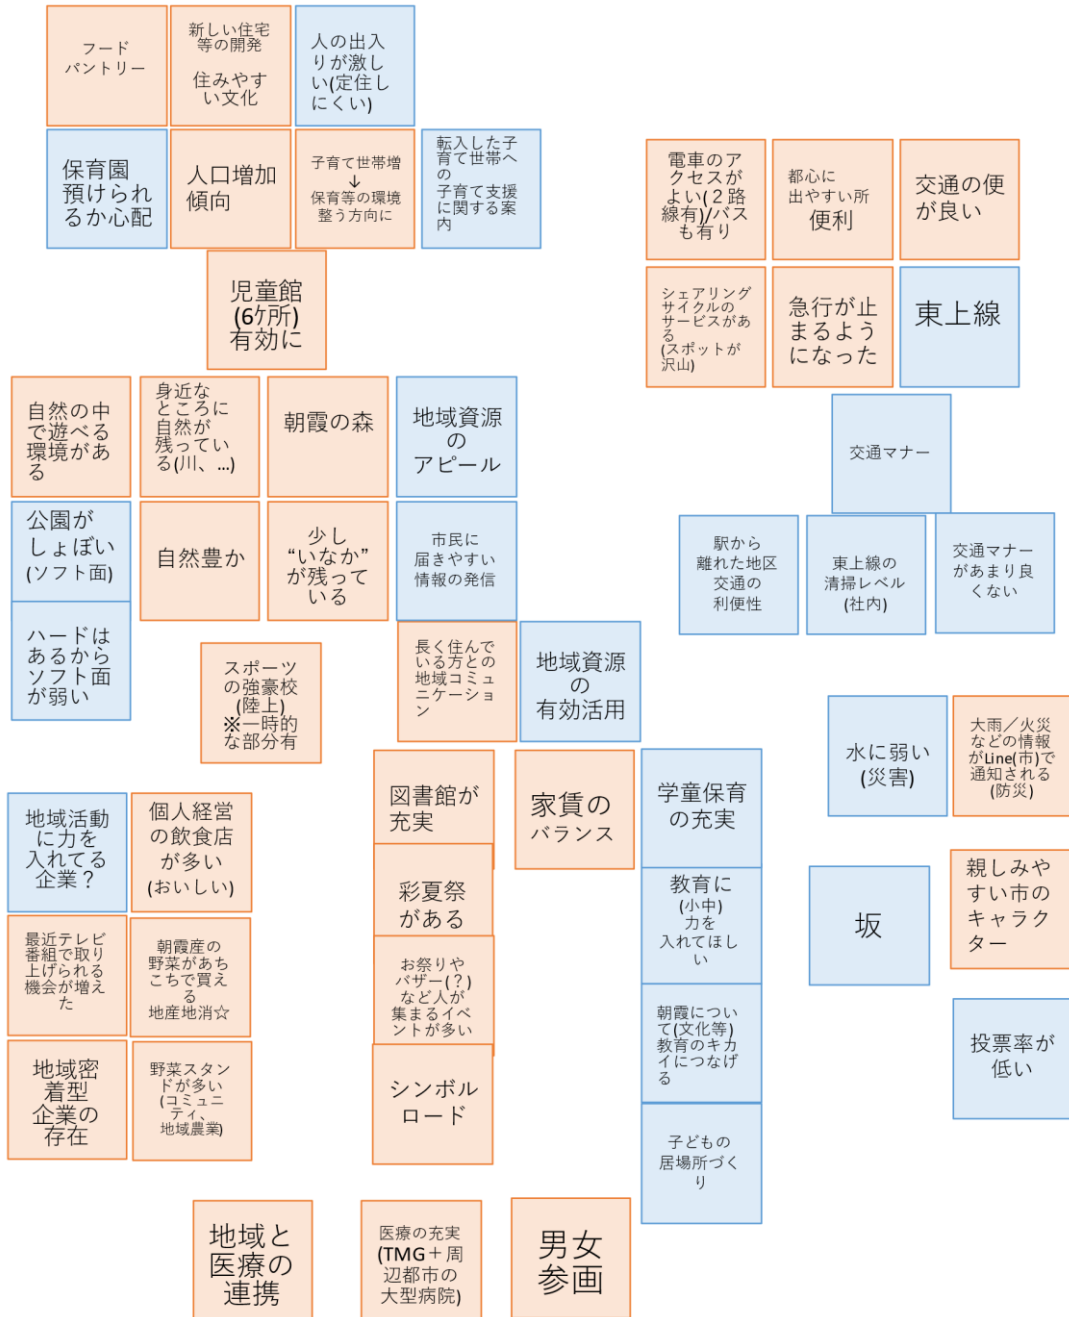 フード
パントリー
新しい住宅
等の開発
住みやす
い文化
人の出入
りが激し
い(定住し
にくい)
保育園
預けられ
るか心配
人口増加
傾向
子育て世帯増
↓
保育等の環境
整う方向に
転入した子
育て世帯へ
の
子育て支援
に関する案
内
児童館
(6ケ所)
有効に
電車のア
クセスが
よい(２路
線有)/バス
も有り
都心に
出やすい所
便利
交通の便
が良い
シェアリング
サイクルの
サービスがあ
る
(スポットが
沢山)
急行が止
まるよう
になった
東上線
交通マナー
駅から
離れた地区
交通の
利便性
東上線の
清掃レベル
(社内)
交通マナー
があまり良
くない
自然の中
で遊べる
環境があ
る
身近な
ところに
自然が
残ってい
る(川、...)
朝霞の森
地域資源
の
アピール
公園が
しょぼい
(ソフト面)
自然豊か
少し
“いなか”
が残って
いる
市民に
届きやすい
情報の発信
ハードは
あるから
ソフト面
が弱い
スポーツ
の強豪校
(陸上)
※一時的
な部分有
長く住んで
いる方との
地域コミュ
ニケーショ
ン
地域資源
の
有効活用
水に弱い
(災害)
大雨／火災
などの情報
がLine(市)で
通知される
(防災)
坂
親しみや
すい市の
キャラク
ター
投票率が
低い
図書館が
充実
家賃の
バランス
学童保育
の充実
彩夏祭
がある
教育に
(小中)
力を
入れてほし
い
お祭りや
バザー(？)
など人が
集まるイベ
ントが多い
朝霞につい
て(文化等)
教育のキカ
イにつなげ
る
シンボル
ロード
子どもの
居場所づく
り
地域活動
に力を
入れてる
企業？
個人経営
の飲食店
が多い
(おいしい)
最近テレビ
番組で取り
上げられる
機会が増え
た
朝霞産の
野菜があち
こちで買え
る
地産地消☆
地域密
着型
企業の
存在
野菜スタン
ドが多い
(コミュニ
ティ、
地域農業)
地域と
医療の
連携
医療の充実
(TMG＋周
辺都市の
大型病院)
男女
参画